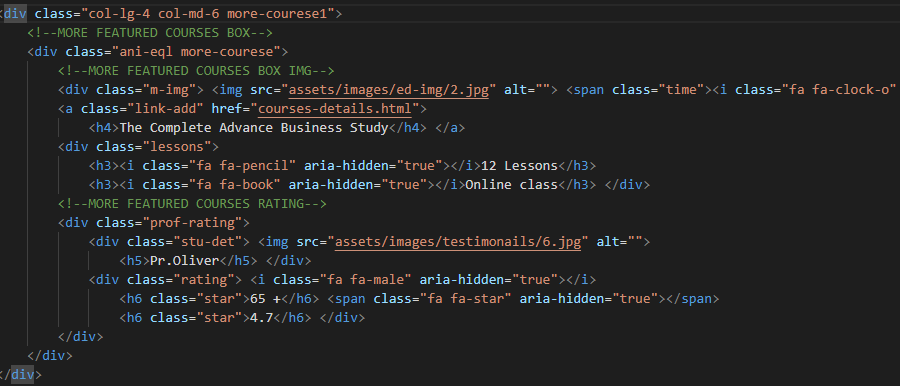 <div class="col-lg-4 col-md-6 more-courese1">
<!--MORE FEATURED COURSES BOX-->
<div class="ani-eql more-courese">
<!--MORE FEATURED COURSES BOX IMG-->
<div class="m-img"> <img src="assets/images/ed-img/2.jpg" alt=""> <span class="time"><i class="fa fa-clock-o"
<a class="link-add" href="courses-details.html">
<h4>The Complete Advance Business Study</h4> </a>
<div class="lessons">
<h3><i class="fa fa-pencil" aria-hidden="true"></i>12 Lessons</h3>
<h3><i class="fa fa-book" aria-hidden="true"></i>Online class</h3> </div>
<!--MORE FEATURED COURSES RATING-->
<div class="prof-rating">
<div class="stu-det"> <img src="assets/images/testimonails/6.jpg" alt="">
<h5>Pr.Oliver</h5> </div>
<div class="rating"> <i class="fa fa-male" aria-hidden="true"></i>
<h6 class="star">65 +</h6> <span class="fa fa-star" aria-hidden="true"></span>
<h6 class="star">4.7</h6> </div>
</div>
</div>
</div>